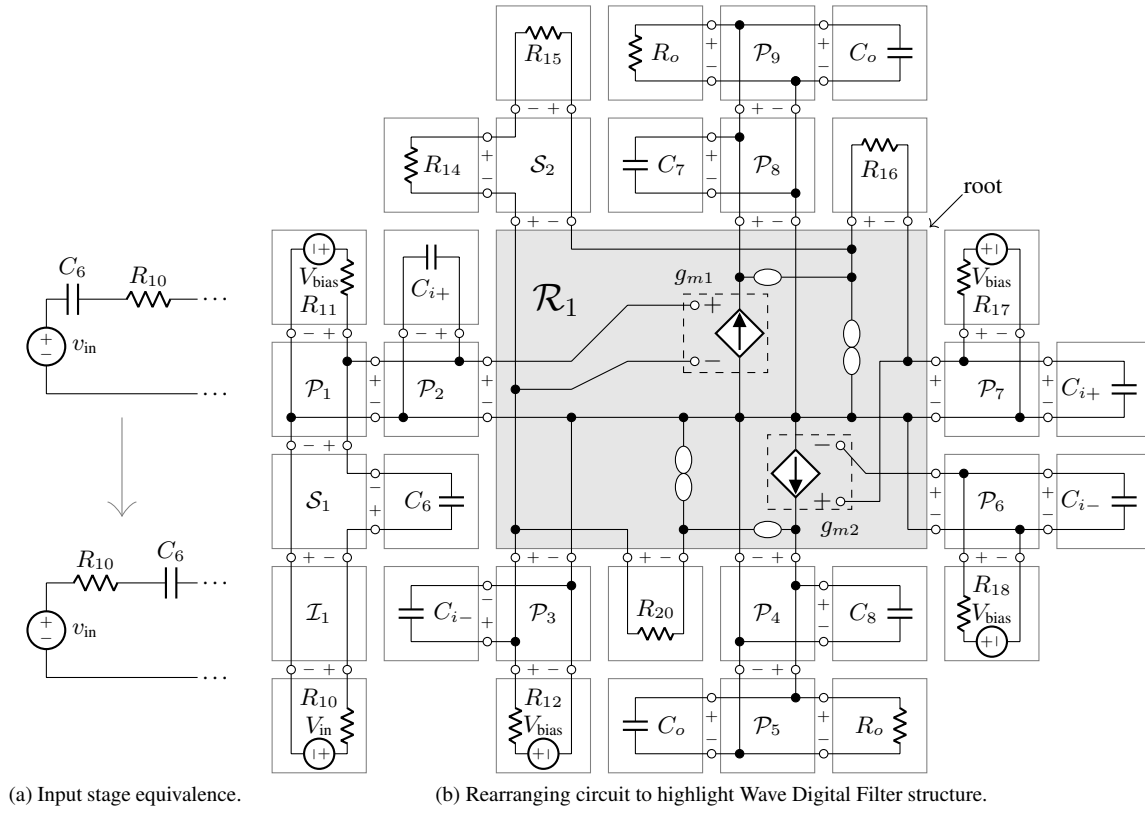 R15
Ro
P9
Co
R14
S2
C7
P8
R16
root
C6
R10
vin
Vbias
R11
Ci+
R1
gm1
Vbias
R17
P1
P2
P7
Ci+
S1
C6
gm2
P6
Ci−
R10
C6
vin
I1
Ci−
P3
R20
P4
C8
R18
Vbias
R10
Vin
R12
Vbias
Co
P5
Ro
(a) Input stage equivalence.
(b) Rearranging circuit to highlight Wave Digital Filter structure.